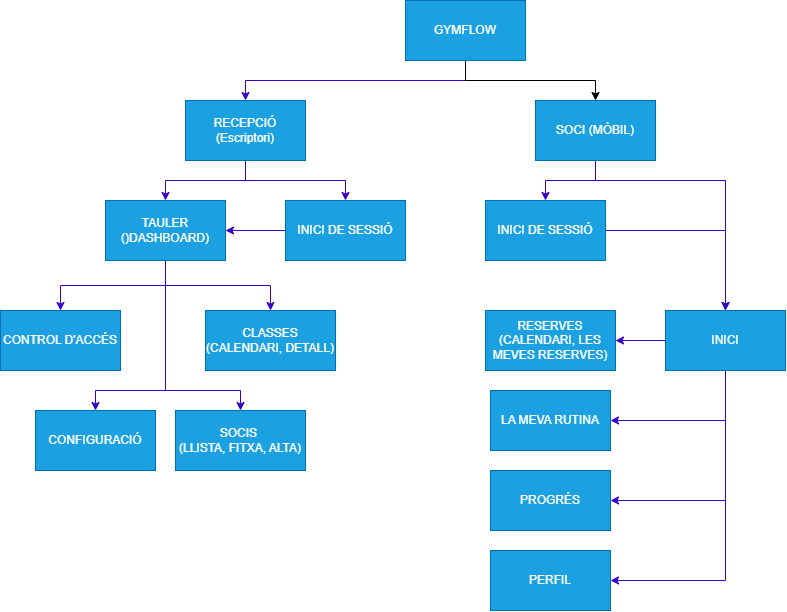 GYMFLOW
RECEPCIÓ
(Escriptori)
SOCI (MÒBIL)
TAULER
()DASHBOARD)
INICI DE SESSIÓ
INICI DE SESSIÓ
CONTROL D'ACCÉS
CLASSES
(CALENDARI, DETALL)
RESERVES
(CALENDARI, LES
MEVES RESERVES)
INICI
CONFIGURACIÓ
SOCIS
(LLISTA, FITXA, ALTA)
LA MEVA RUTINA
PROGRÉS
PERFIL